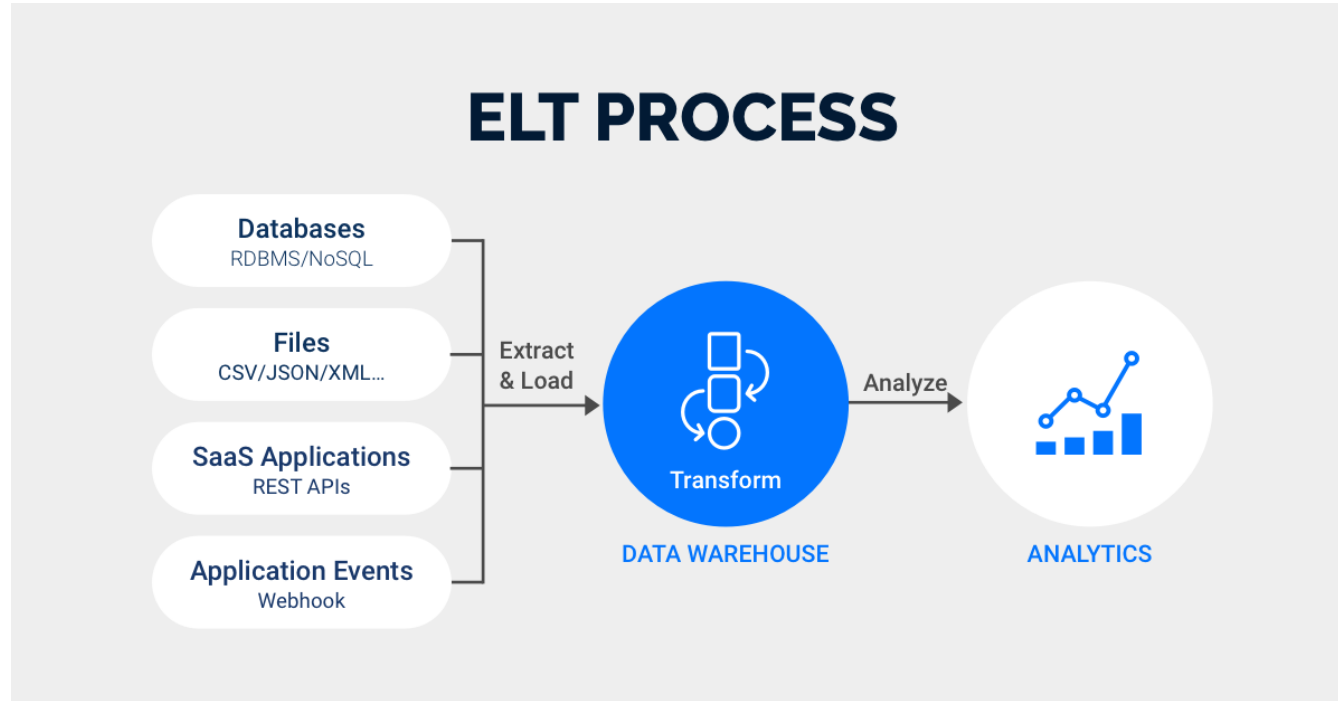 ELT PROCESS
Databases
RDBMS/NoSQL
Files
CSV/JSON/XML...
SaaS Applications
REST APIs
Application Events
Webhook
Extract
& Load
Transform
DATA WAREHOUSE
Analyze
ANALYTICS